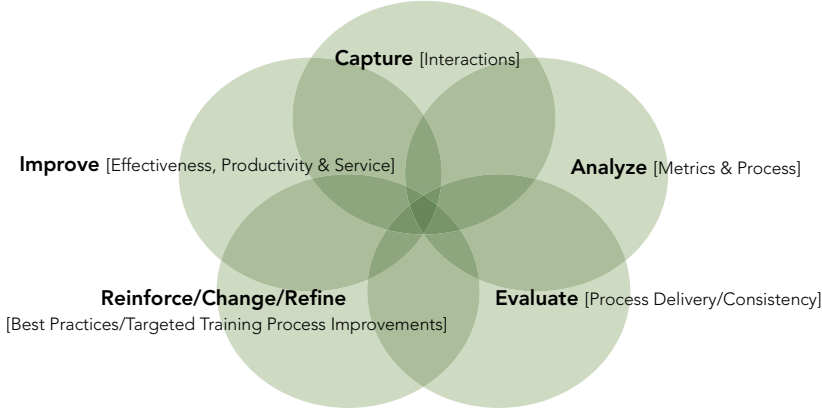 Capture [Interactions]
Improve [Effectiveness, Productivity & Service]
Analyze [Metrics & Process]
Reinforce/Change/Refine
[Best Practices/Targeted Training Process Improvements]
Evaluate [Process Delivery/Consistency]